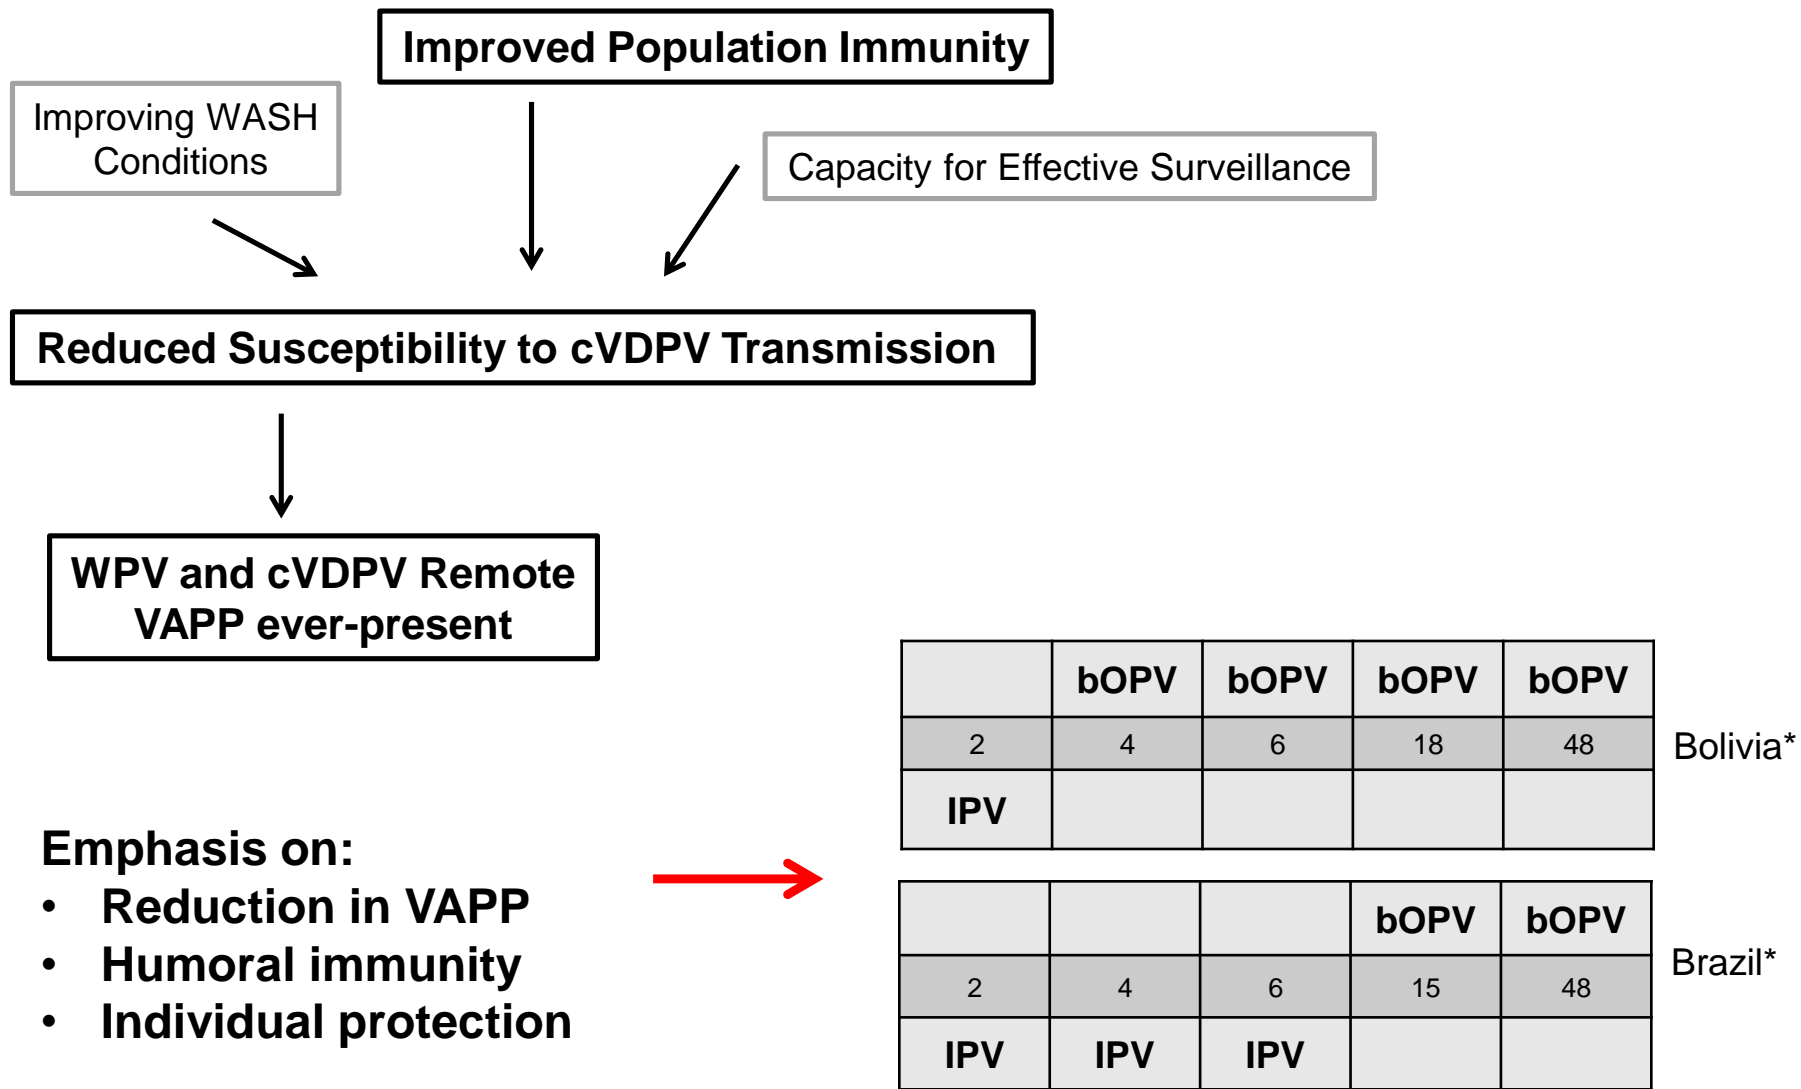 Improved Population Immunity
Improving WASH
Conditions
Capacity for Effective Surveillance
Reduced Susceptibility to cVDPV Transmission
WPV and cVDPV Remote
VAPP ever-present
Emphasis on:
• Reduction in VAPP
• Humoral immunity
• Individual protection
bOPV bOPV bOPV bOPV
2 4 6 18 48
IPV
Bolivia*
bOPV bOPV
2 4 6 15 48
IPV IPV IPV
Brazil*